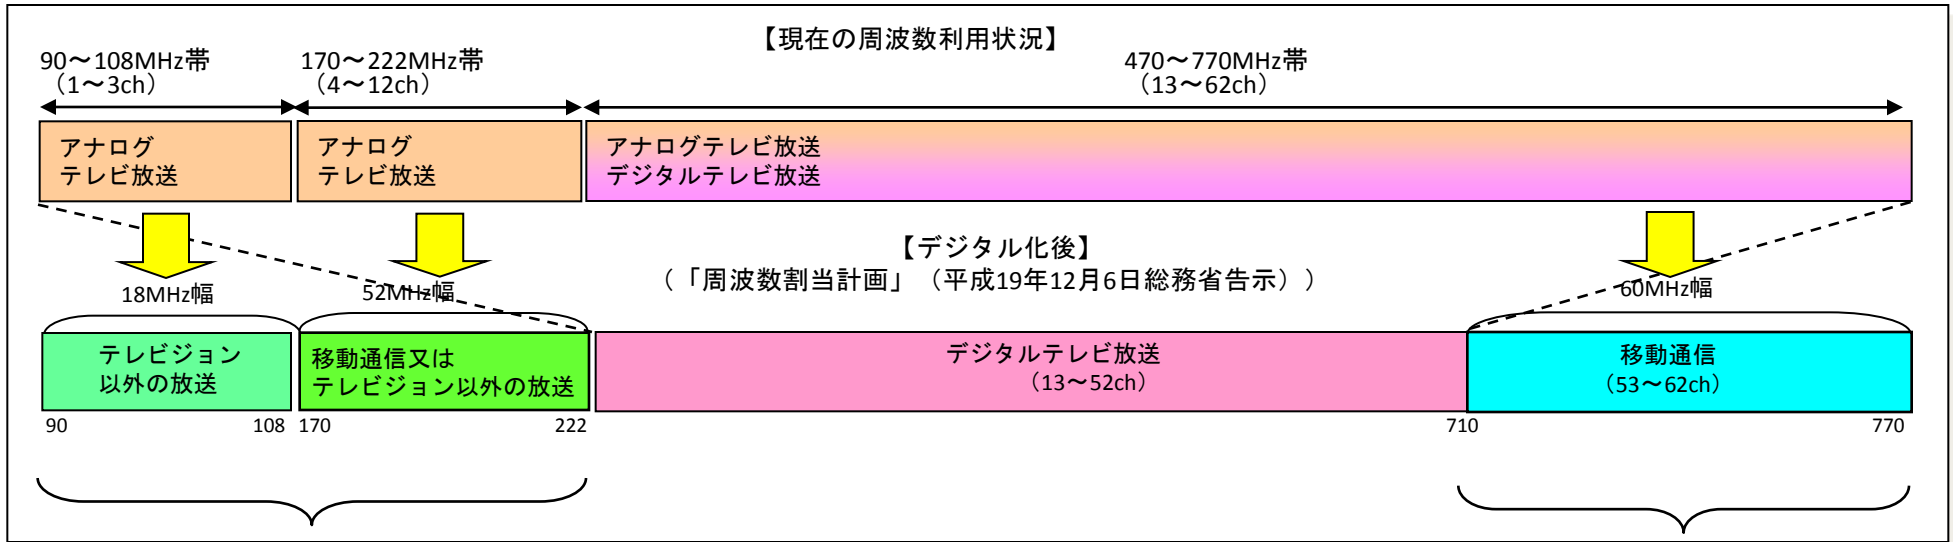 【現在の周波数利用状況】
90～108MHz帯
（1～3ch）
170～222MHz帯
（4～12ch）
470～770MHz帯
（13～62ch）
アナログ
テレビ放送
アナログ
テレビ放送
アナログテレビ放送
デジタルテレビ放送
【デジタル化後】
（「周波数割当計画」（平成19年12月6日総務省告示））
18MHz幅
52MHz幅
60MHz幅
テレビジョン
以外の放送
移動通信又は
テレビジョン以外の放送
デジタルテレビ放送
（13～52ch）
移動通信
（53～62ch）
90
108
170
222
710
770